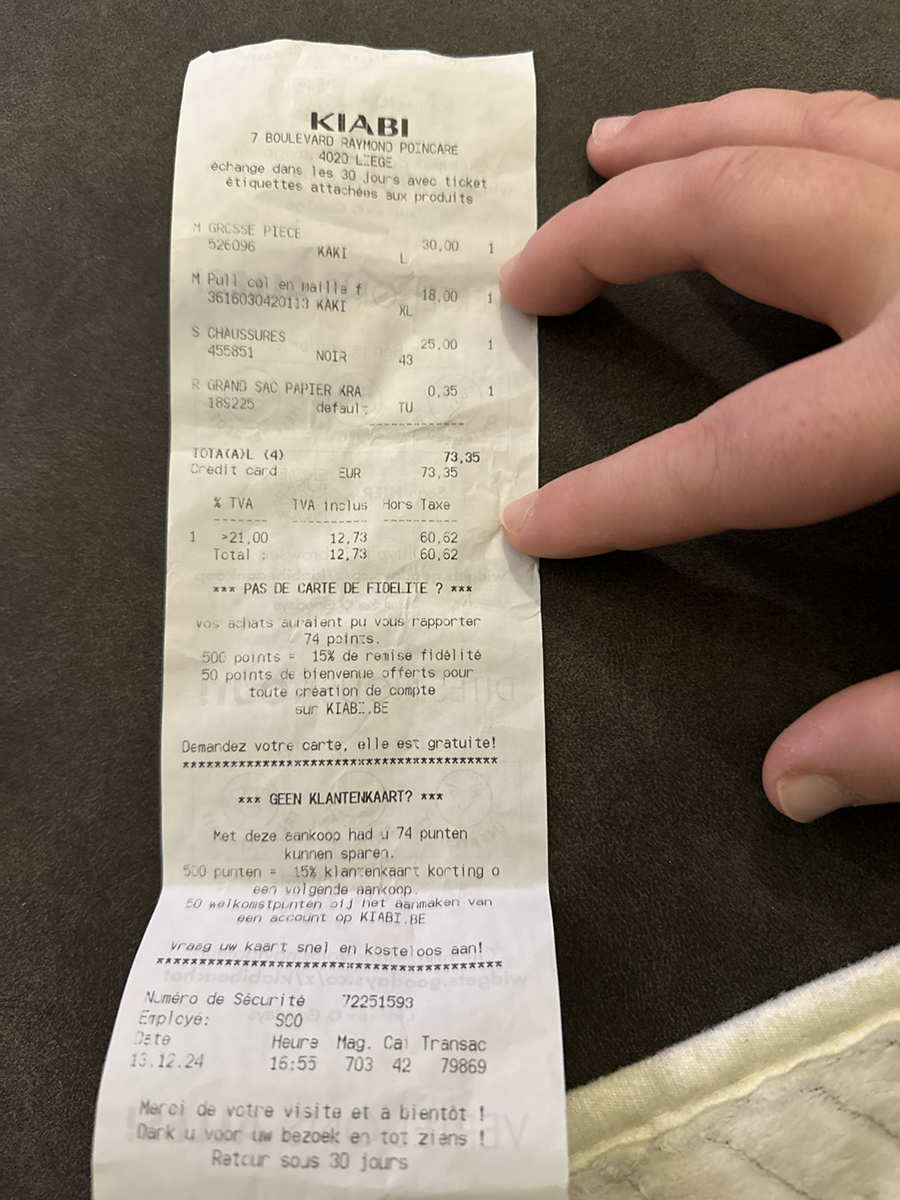 KIABI
7 BOULEVARD RAYMOND POINCARE
4020 LIEGE
échange dans les 30 jours avec ticket
étiquettes attachées aux produits
M GROSSE PIECE
526096 KAKI L 30,00 1
M Pull col en maille f
3616030420113 KAKI XL 18,00 1
S CHAUSSURES
455851 NOIR 43 25,00 1
R GRAND SAC PAPIER KRA
189225 default TU 0,35 1
--------------
TOTA(A)L (4) 73,35
Credit card EUR 73,35
% TVA TVA inclus Hors Taxe
-------- ----------- -----------
1 >21,00 12,73 60,62
Total : 12,73 60,62
*** PAS DE CARTE DE FIDELITE ? ***
vos achats auraient pu vous rapporter
74 points.
500 points = 15% de remise fidélité
50 points de bienvenue offerts pour
toute création de compte
sur KIABI.BE
Demandez votre carte, elle est gratuite!
****************************************
*** GEEN KLANTENKAART? ***
Met deze aankoop had u 74 punten
kunnen sparen.
500 punten = 15% klantenkaart korting o
een volgende aankoop.
50 welkomstpunten bij het aanmaken van
een account op KIABI.BE
Vraag uw kaart snel en kosteloos aan!
****************************************
Numéro de Sécurité 72251593
Employé: SCO
Date Heure Mag. Cai Transac
13.12.24 16:55 703 42 79869
Merci de votre visite et à bientôt !
Dank u voor uw bezoek en tot ziens !
Retour sous 30 jours